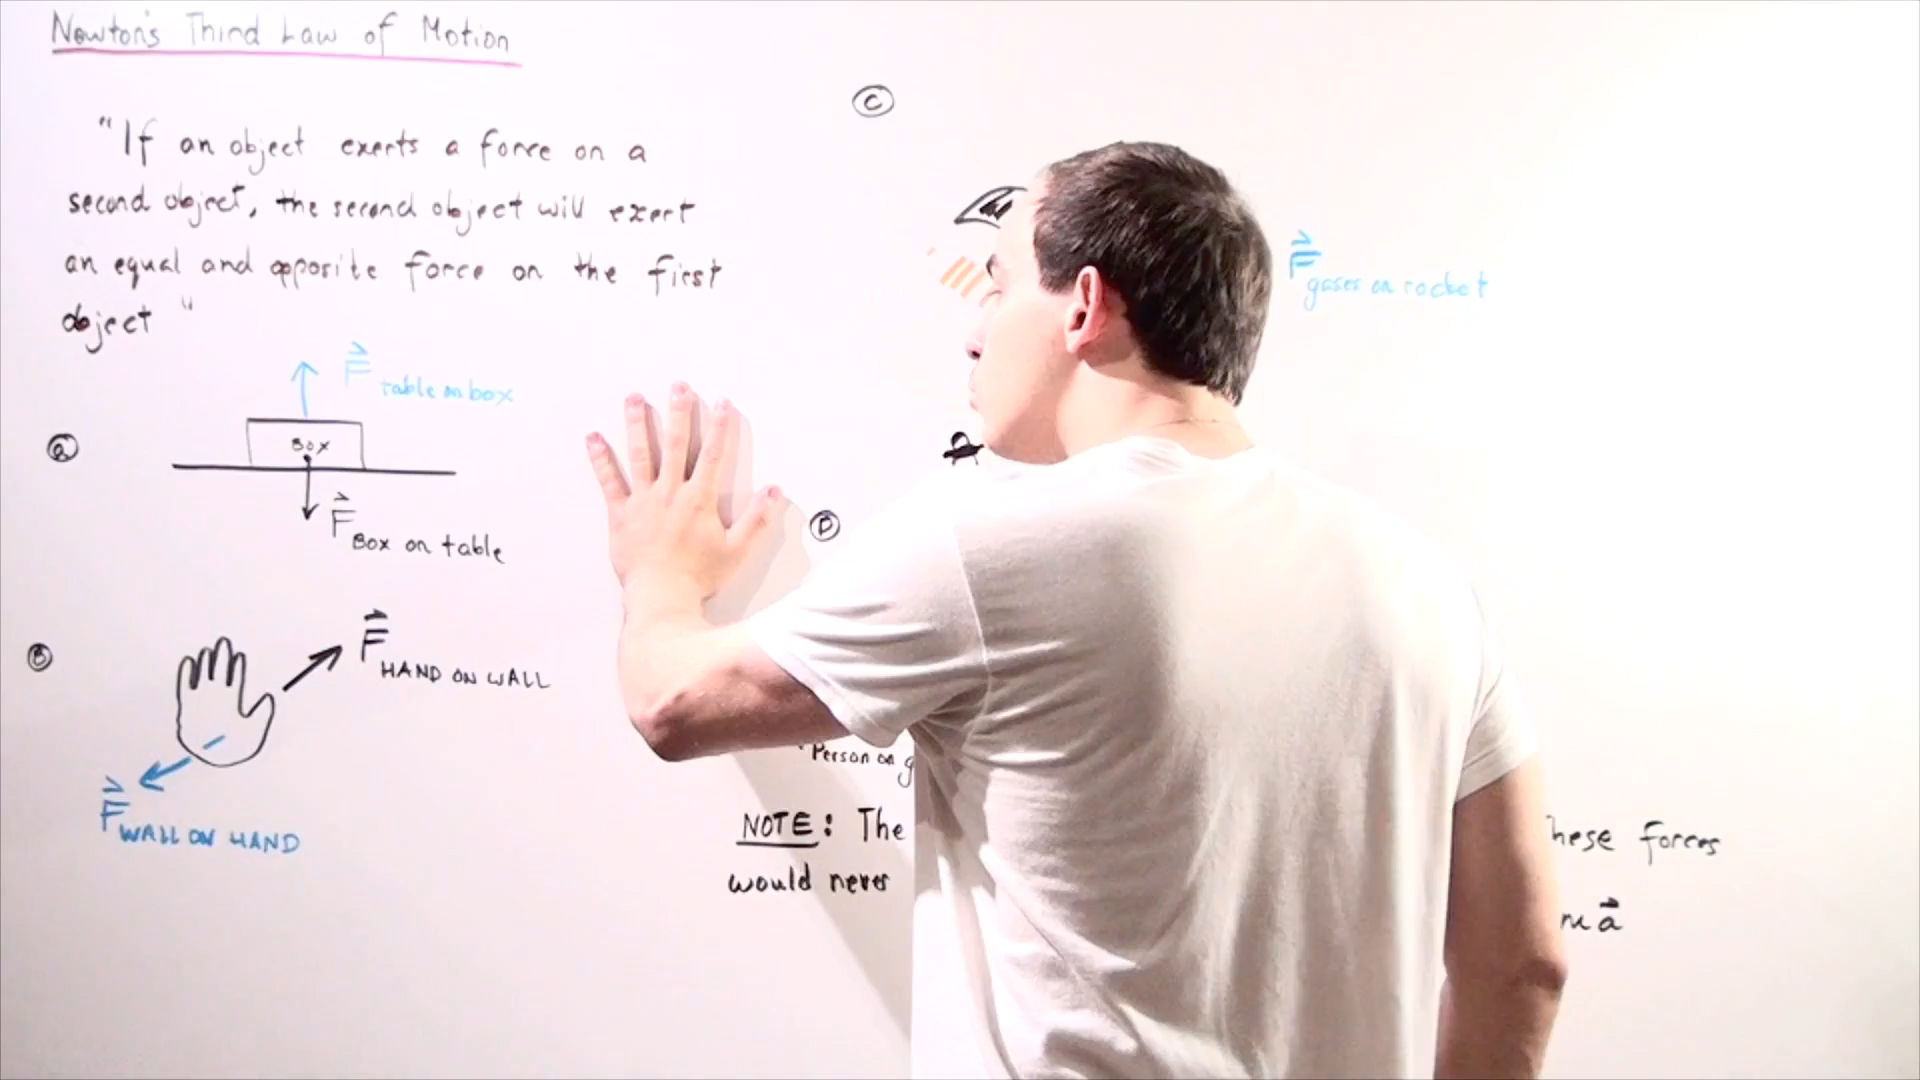 Newton's Third Law of Motion
"If an object exerts a force on a
second object, the second object will exert
an equal and opposite force on the first
object"
F table on box
a
Box
F Box on table
B
F HAND ON WALL
F WALL ON HAND
C
F gases on rocket
D
Person on g
NOTE: The
hese forces
would never
m a